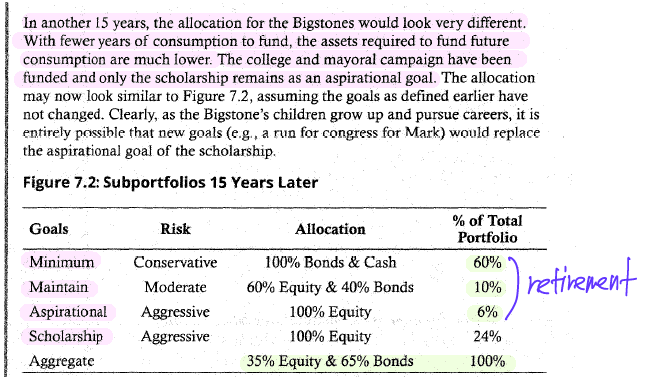 In another 15 years, the allocation for the Bigstones would look very different.
With fewer years of consumption to fund, the assets required to fund future
consumption are much lower. The college and mayoral campaign have been
funded and only the scholarship remains as an aspirational goal. The allocation
may now look similar to Figure 7.2, assuming the goals as defined earlier have
not changed. Clearly, as the Bigstone's children grow up and pursue careers, it is
entirely possible that new goals (e.g., a run for congress for Mark) would replace
the aspirational goal of the scholarship.
Figure 7.2: Subportfolios 15 Years Later
Goals Risk Allocation % of Total Portfolio
Minimum Conservative 100% Bonds & Cash 60%
Maintain Moderate 60% Equity & 40% Bonds 10%
Aspirational Aggressive 100% Equity 6%
retirement
Scholarship Aggressive 100% Equity 24%
Aggregate 35% Equity & 65% Bonds 100%